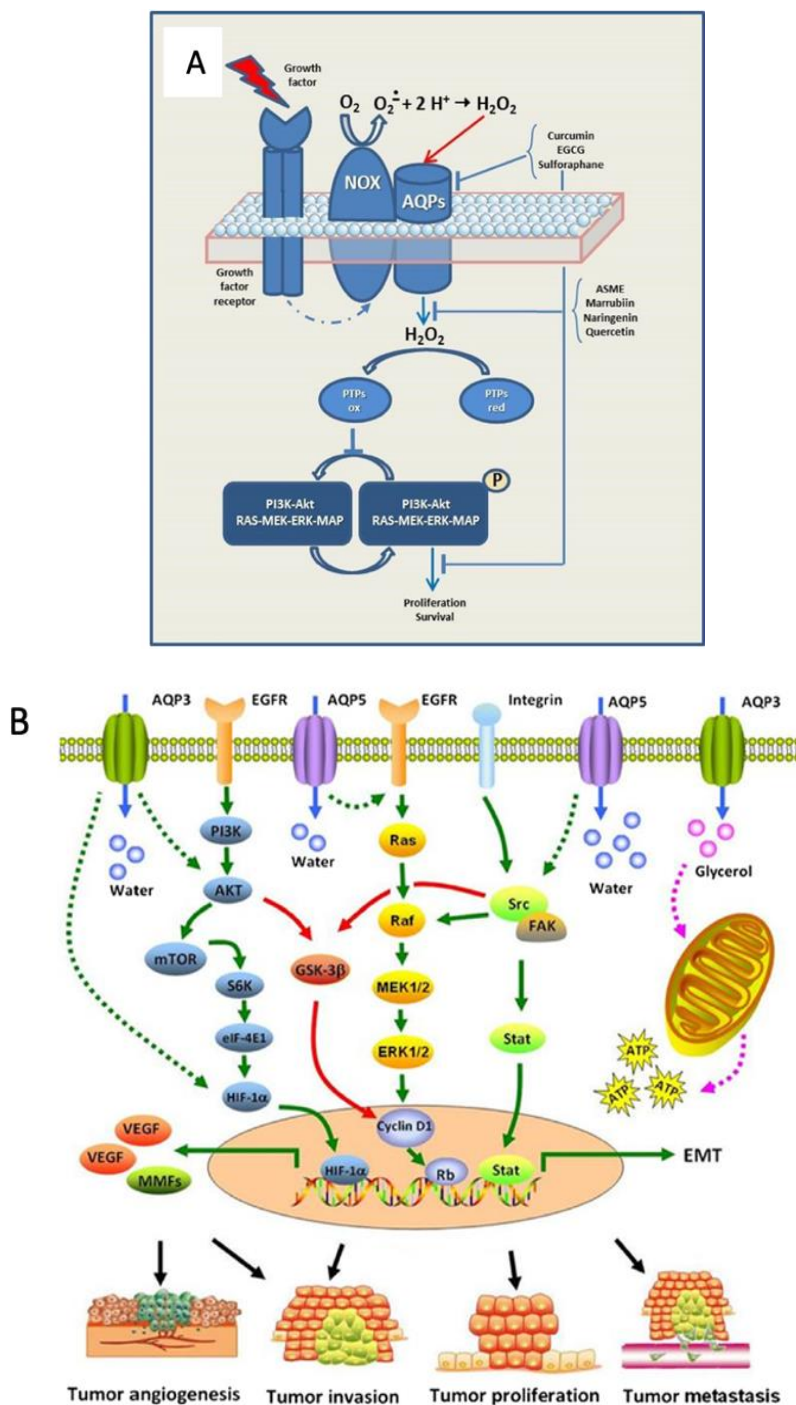 A
Growth
factor
O₂ O₂•⁻ + 2 H⁺ → H₂O₂
Curcumin
EGCG
Sulforaphane
NOX
AQPs
Growth
factor
receptor
ASME
Marrubiin
Naringenin
Quercetin
H₂O₂
PTPs
ox
PTPs
red
P
PI3K-Akt
RAS-MEK-ERK-MAP
PI3K-Akt
RAS-MEK-ERK-MAP
Proliferation
Survival
B
AQP3 EGFR AQP5 EGFR Integrin AQP5 AQP3
PI3K
Ras
Water
Water
Water
Glycerol
AKT
Raf
Src
FAK
mTOR
GSK-3β
S6K
MEK1/2
eIF-4E1
ERK1/2
Stat
ATP
ATP
ATP
HIF-1α
VEGF
VEGF
MMFs
Cyclin D1
HIF-1α
Rb
Stat
EMT
Tumor angiogenesis
Tumor invasion
Tumor proliferation
Tumor metastasis